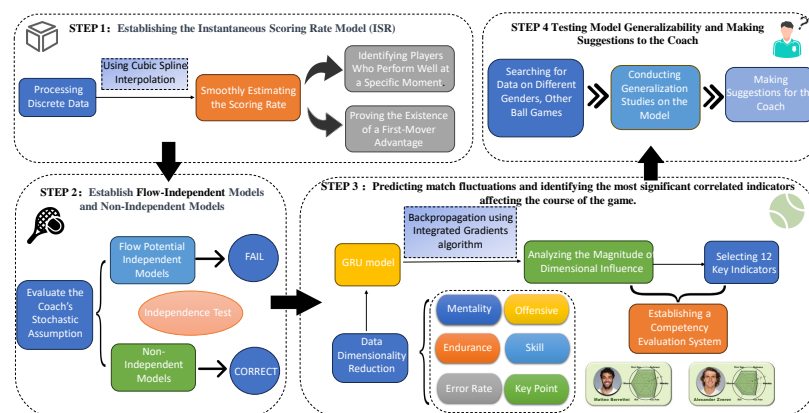 STEP 1：Establishing the Instantaneous Scoring Rate Model (ISR)
Processing
Discrete Data
Using Cubic Spline
Interpolation
Smoothly Estimating
the Scoring Rate
Identifying Players
Who Perform Well at
a Specific Moment.
Proving the Existence
of a First-Mover
Advantage
STEP 4 Testing Model Generalizability and Making
Suggestions to the Coach
Searching for
Data on Different
Genders, Other
Ball Games
Conducting
Generalization
Studies on the
Model
Making
Suggestions for the
Coach
STEP 2：Establish Flow-Independent Models
and Non-Independent Models
Evaluate the
Coach's
Stochastic
Assumption
Flow Potential
Independent
Models
FAIL
Independence Test
Non-
Independent
Models
CORRECT
STEP 3 ： Predicting match fluctuations and identifying the most significant correlated indicators
affecting the course of the game.
Backpropagation using
Integrated Gradients
algorithm
GRU model
Analyzing the Magnitude of
Dimensional Influence
Selecting 12
Key Indicators
Data
Dimensionality
Reduction
Mentality
Offensive
Endurance
Skill
Error Rate
Key Point
Establishing a
Competency
Evaluation System
Matteo Berrettini
Alexander Zverev